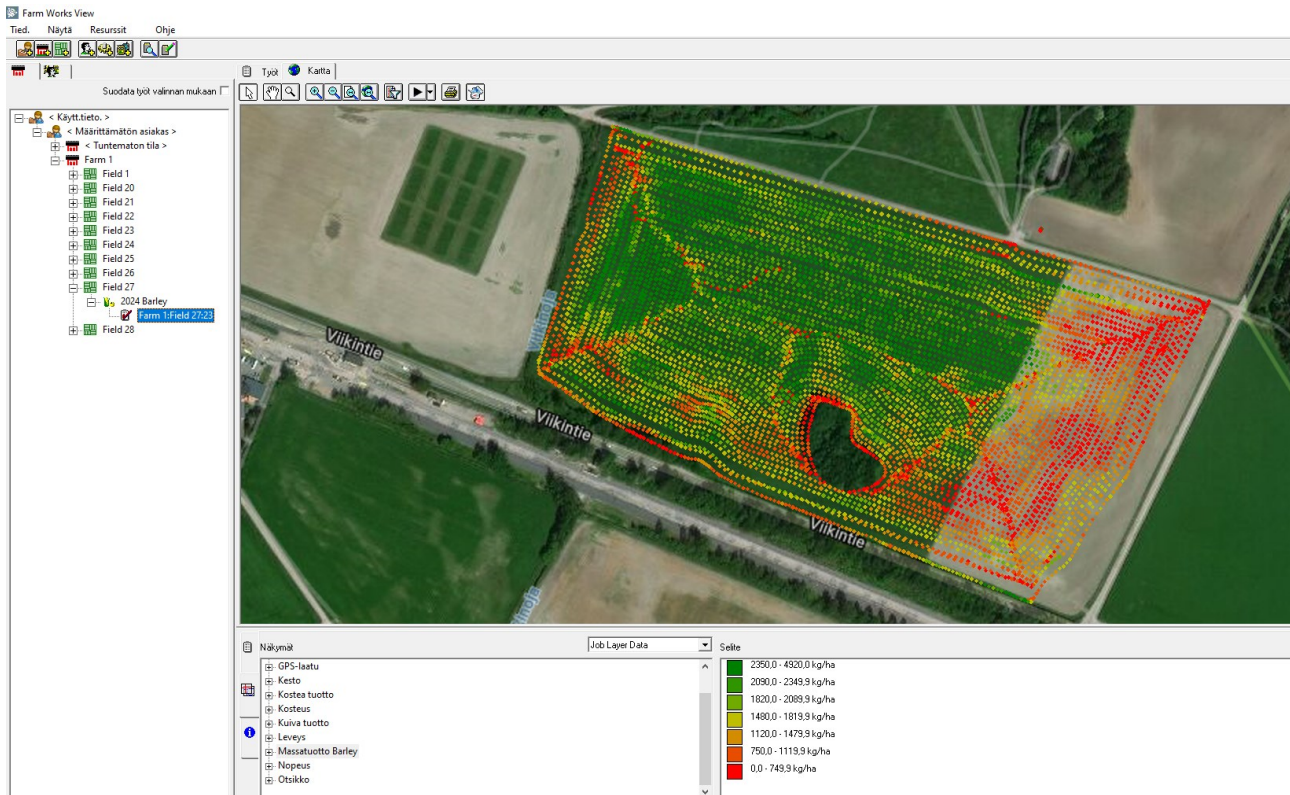 Farm Works View
Tied. Näytä Resurssit Ohje
Työt Kartta
Suodata työt valinnan mukaan
< Käytt.tieto. >
< Määrittämätön asiakas >
< Tuntematon tila >
Farm 1
Field 1
Field 20
Field 21
Field 22
Field 23
Field 24
Field 25
Field 26
Field 27
2024 Barley
Farm 1:Field 27:23
Field 28
Viikintie
Viikintie
Viikintie
Näkymät
Job Layer Data
GPS-laatu
Kesto
Kostea tuotto
Kosteus
Kuiva tuotto
Leveys
Massatuotto Barley
Nopeus
Otsikko
Selite
2350,0 - 4920,0 kg/ha
2090,0 - 2349,9 kg/ha
1820,0 - 2089,9 kg/ha
1480,0 - 1819,9 kg/ha
1120,0 - 1479,9 kg/ha
750,0 - 1119,9 kg/ha
0,0 - 749,9 kg/ha